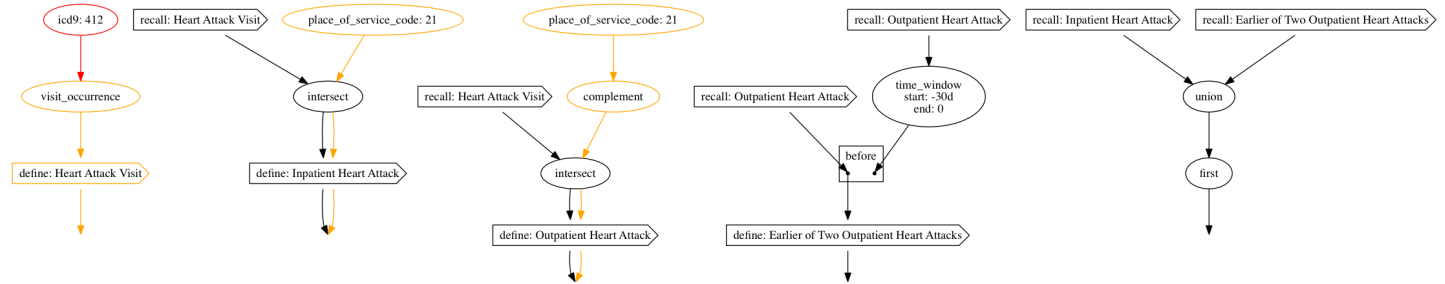 icd9: 412
visit_occurrence
define: Heart Attack Visit
recall: Heart Attack Visit
place_of_service_code: 21
intersect
define: Inpatient Heart Attack
place_of_service_code: 21
recall: Heart Attack Visit
complement
intersect
define: Outpatient Heart Attack
recall: Outpatient Heart Attack
recall: Outpatient Heart Attack
time_window
start: -30d
end: 0
before
define: Earlier of Two Outpatient Heart Attacks
recall: Inpatient Heart Attack
recall: Earlier of Two Outpatient Heart Attacks
union
first